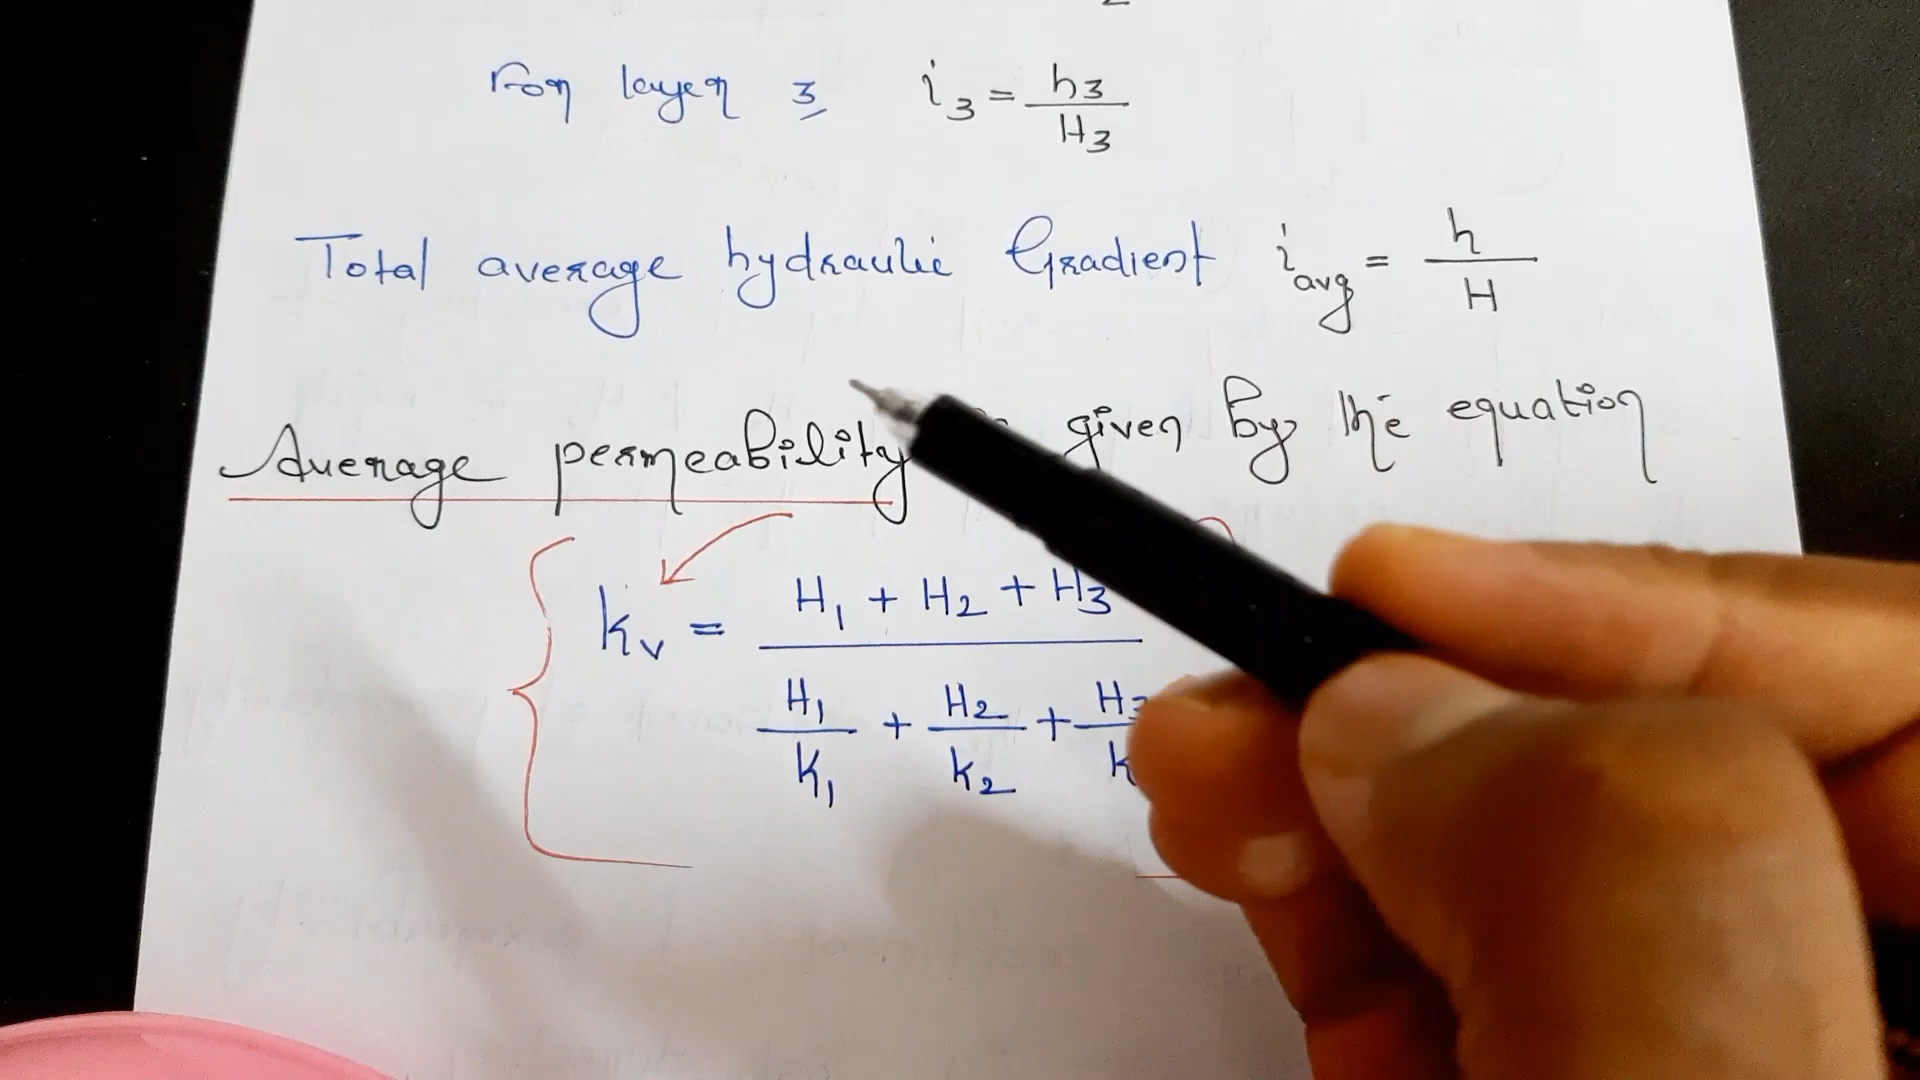 For layer 3 i3 = h3/H3
Total average hydraulic Gradient iavg = h/H
Average permeability given by the equation
kv = (H1 + H2 + H3) / (H1/K1 + H2/k2 + H3/k